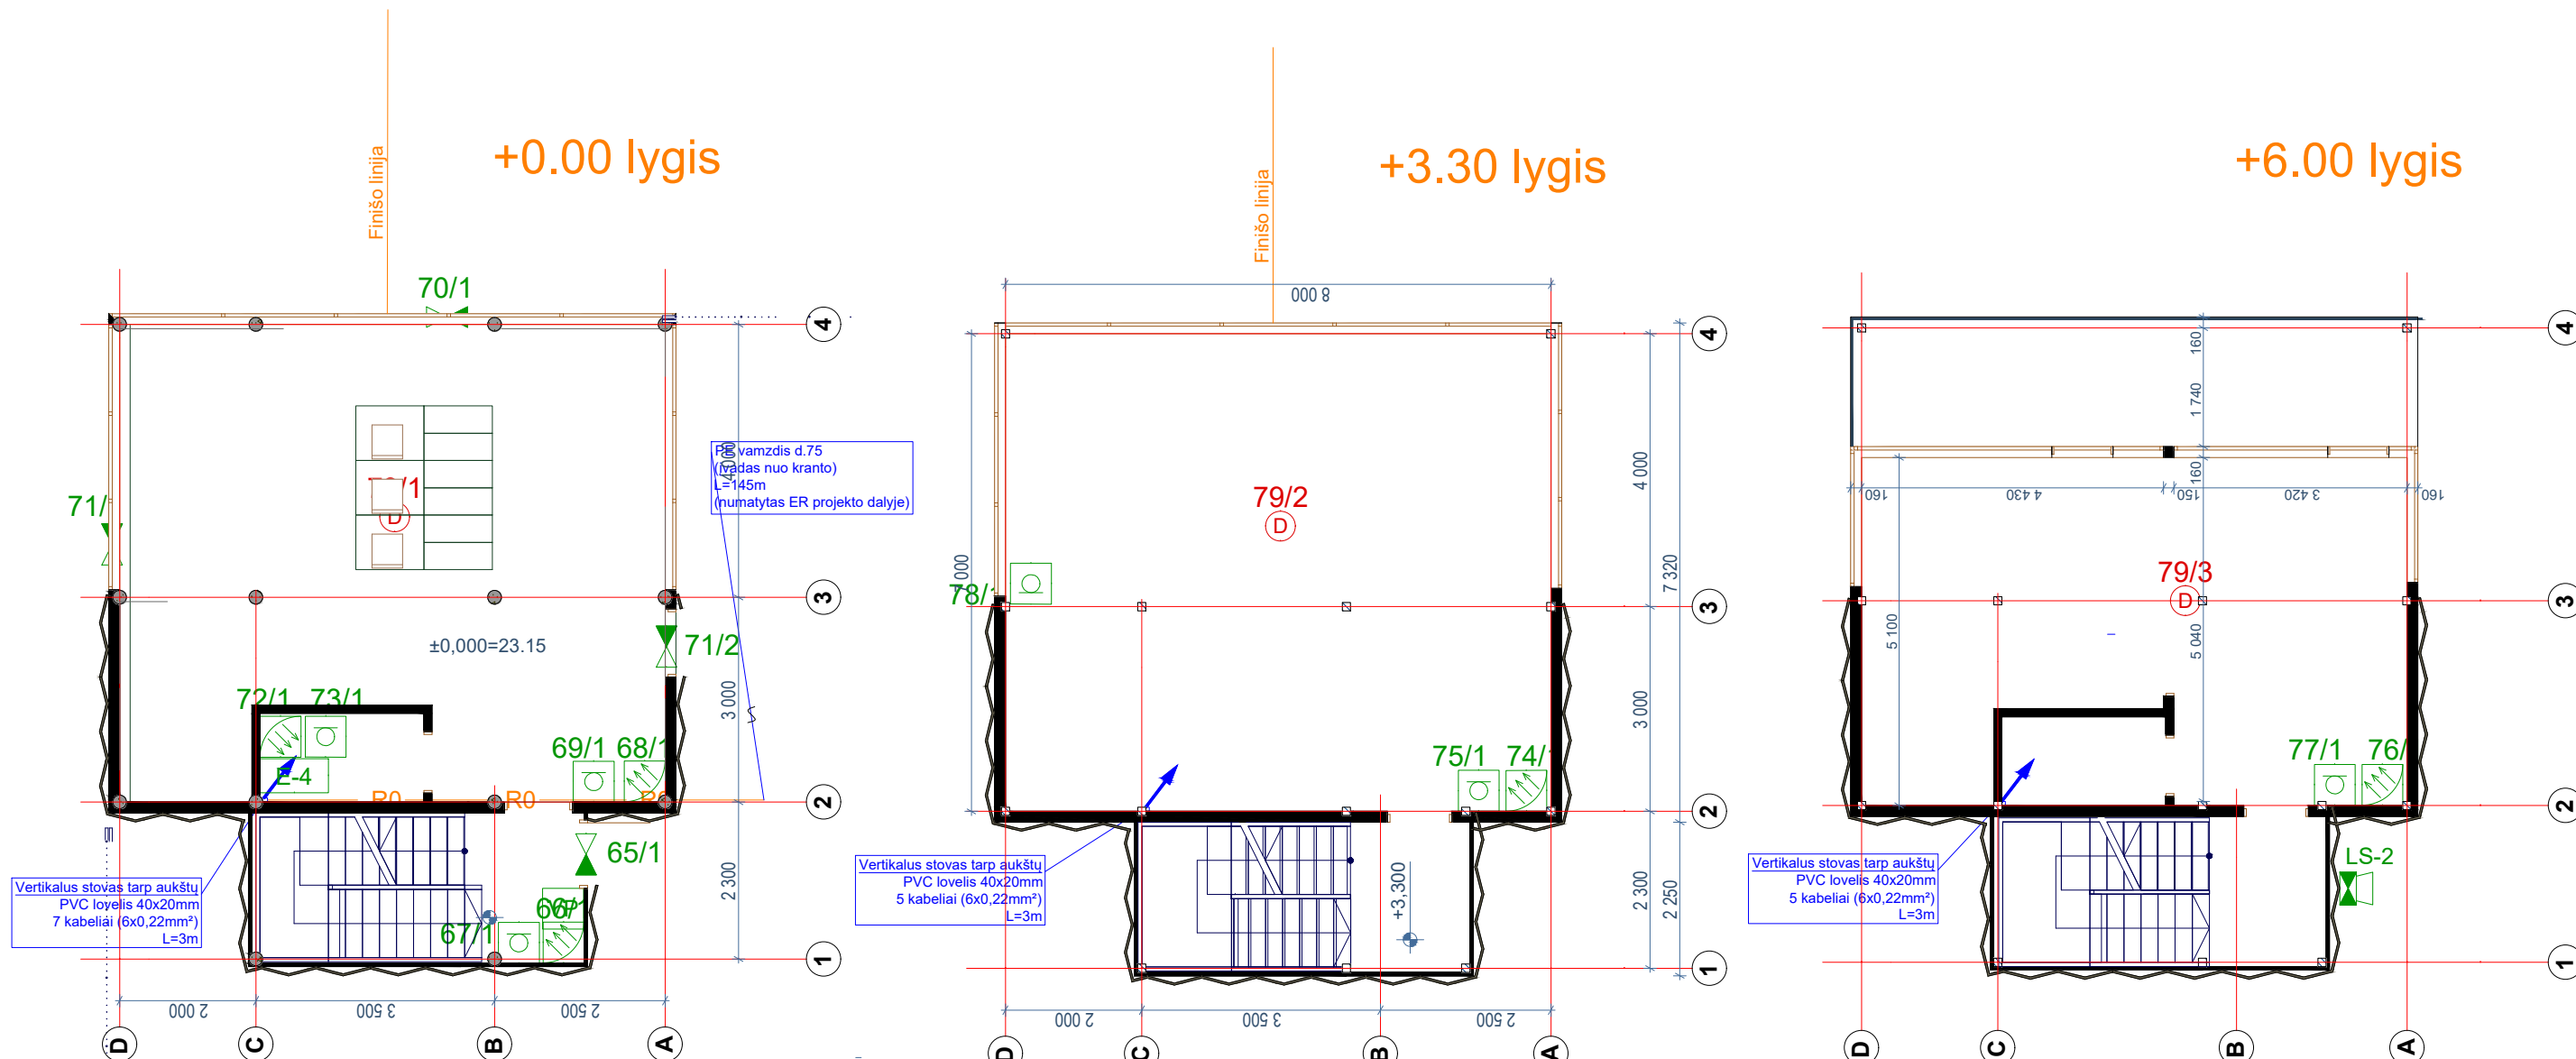 +0.00 lygis
Finišo linija
70/1
4
71/
D
PE vamzdis d.75
(įvadas nuo kranto)
L=145m
(numatytas ER projekto dalyje)
4 000
3
±0,000=23.15
71/2
3 000
72/1
73/1
E-4
69/1
68/1
R0
R0
2
65/1
2 300
67/1
Vertikalus stovas tarp aukštų
PVC lovelis 40x20mm
7 kabeliai (6x0,22mm²)
L=3m
1
2 000
3 500
2 500
D
C
B
A
+3.30 lygis
Finišo linija
8 000
4
4 000
7 320
79/2
D
3
3 000
75/1
74/
2
Vertikalus stovas tarp aukštų
PVC lovelis 40x20mm
5 kabeliai (6x0,22mm²)
L=3m
+3,300
2 300
2 250
1
2 000
3 500
2 500
D
C
B
A
+6.00 lygis
4
160
1 740
160
160
4 430
150
3 420
160
79/3
D
3
5 100
5 040
77/1
76/
2
LS-2
Vertikalus stovas tarp aukštų
PVC lovelis 40x20mm
5 kabeliai (6x0,22mm²)
L=3m
1
D
C
B
A